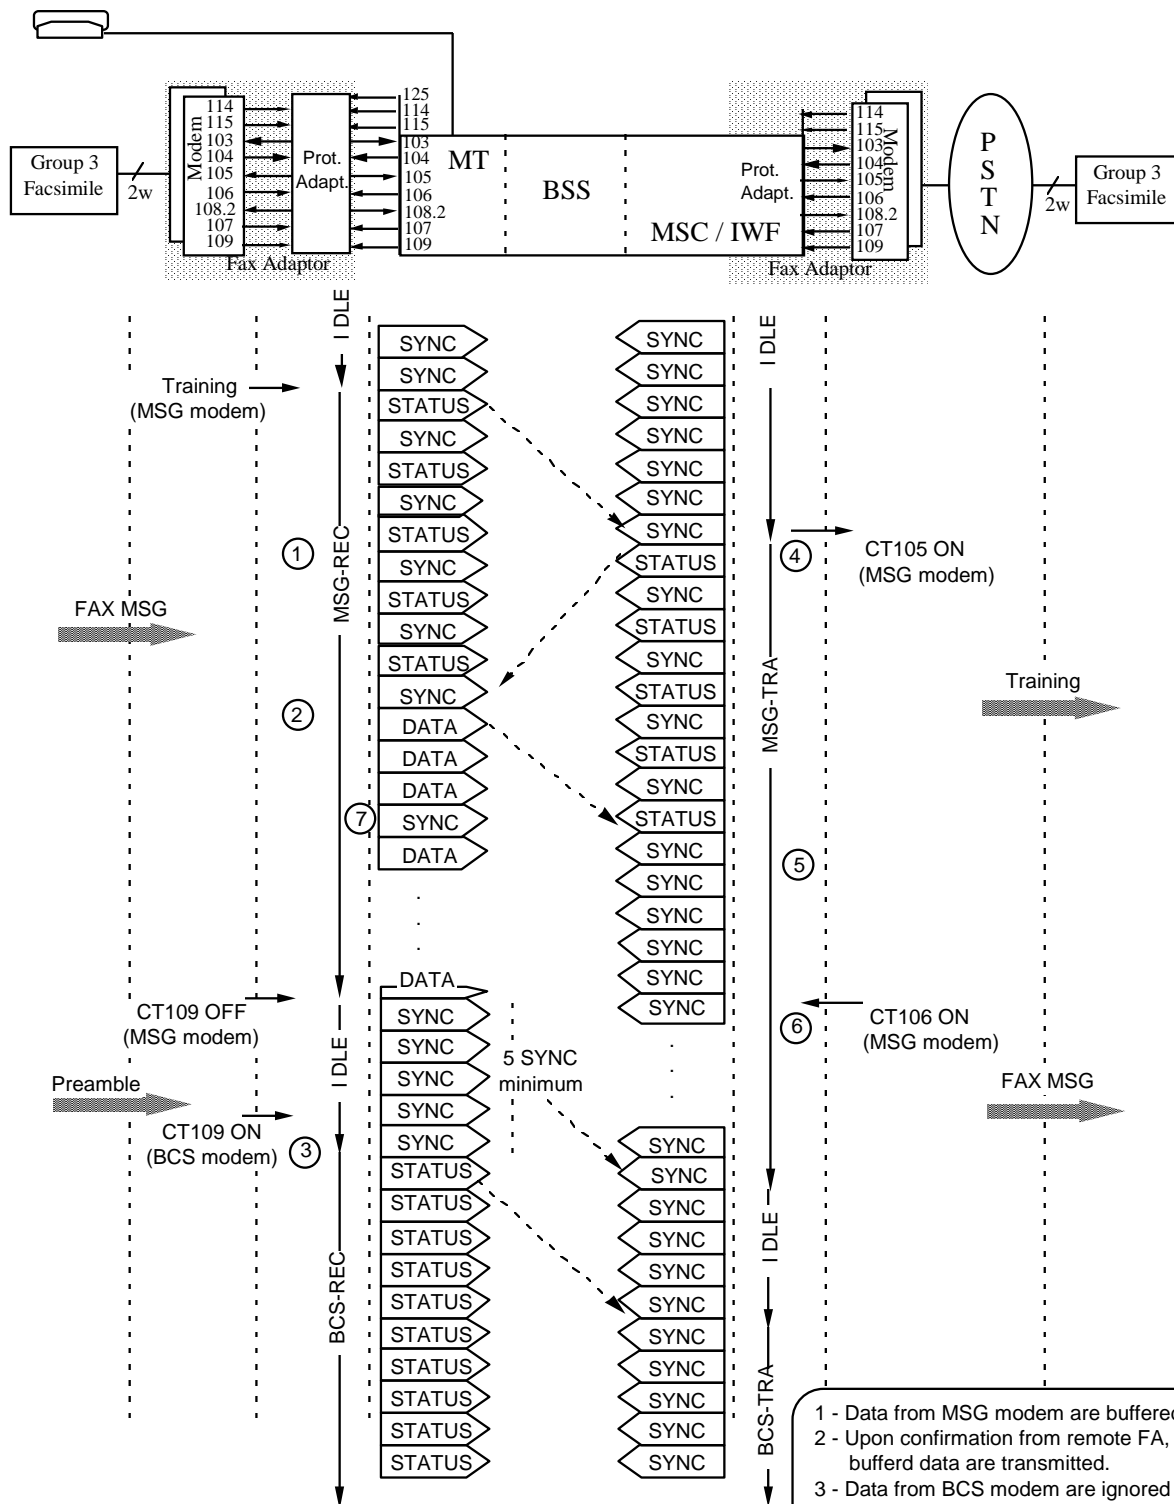 114
115
103
104
105
106
108.2
107
109
Modem
Prot.
Adapt.
125
114
115
103
104
105
106
108.2
107
109
MT
BSS
Prot.
Adapt.
MSC / IWF
114
115
103
104
105
106
108.2
107
109
Modem
P
S
T
N
Group 3
Facsimile
2w
Group 3
Facsimile
2w
Fax Adaptor
Fax Adaptor
I DLE
I DLE
Training
(MSG modem)
SYNC
SYNC
STATUS
SYNC
STATUS
SYNC
STATUS
SYNC
STATUS
SYNC
STATUS
SYNC
DATA
DATA
DATA
SYNC
DATA
.
.
.
DATA
SYNC
SYNC
SYNC
SYNC
SYNC
STATUS
STATUS
STATUS
STATUS
STATUS
STATUS
STATUS
STATUS
STATUS
STATUS
SYNC
SYNC
SYNC
SYNC
SYNC
SYNC
SYNC
STATUS
SYNC
STATUS
SYNC
STATUS
SYNC
STATUS
SYNC
STATUS
SYNC
SYNC
SYNC
SYNC
SYNC
SYNC
. . .
. . .
SYNC
SYNC
SYNC
SYNC
SYNC
SYNC
SYNC
SYNC
SYNC
SYNC
SYNC
1
MSG-REC
FAX MSG
2
7
4
CT105 ON
(MSG modem)
MSG-TRA
Training
5
CT109 OFF
(MSG modem)
I DLE
5 SYNC
minimum
6
CT106 ON
(MSG modem)
Preamble
CT109 ON
(BCS modem)
3
FAX MSG
BCS-REC
I DLE
BCS-TRA
1 - Data from MSG modem are buffered
2 - Upon confirmation from remote FA,
bufferd data are transmitted.
3 - Data from BCS modem are ignored